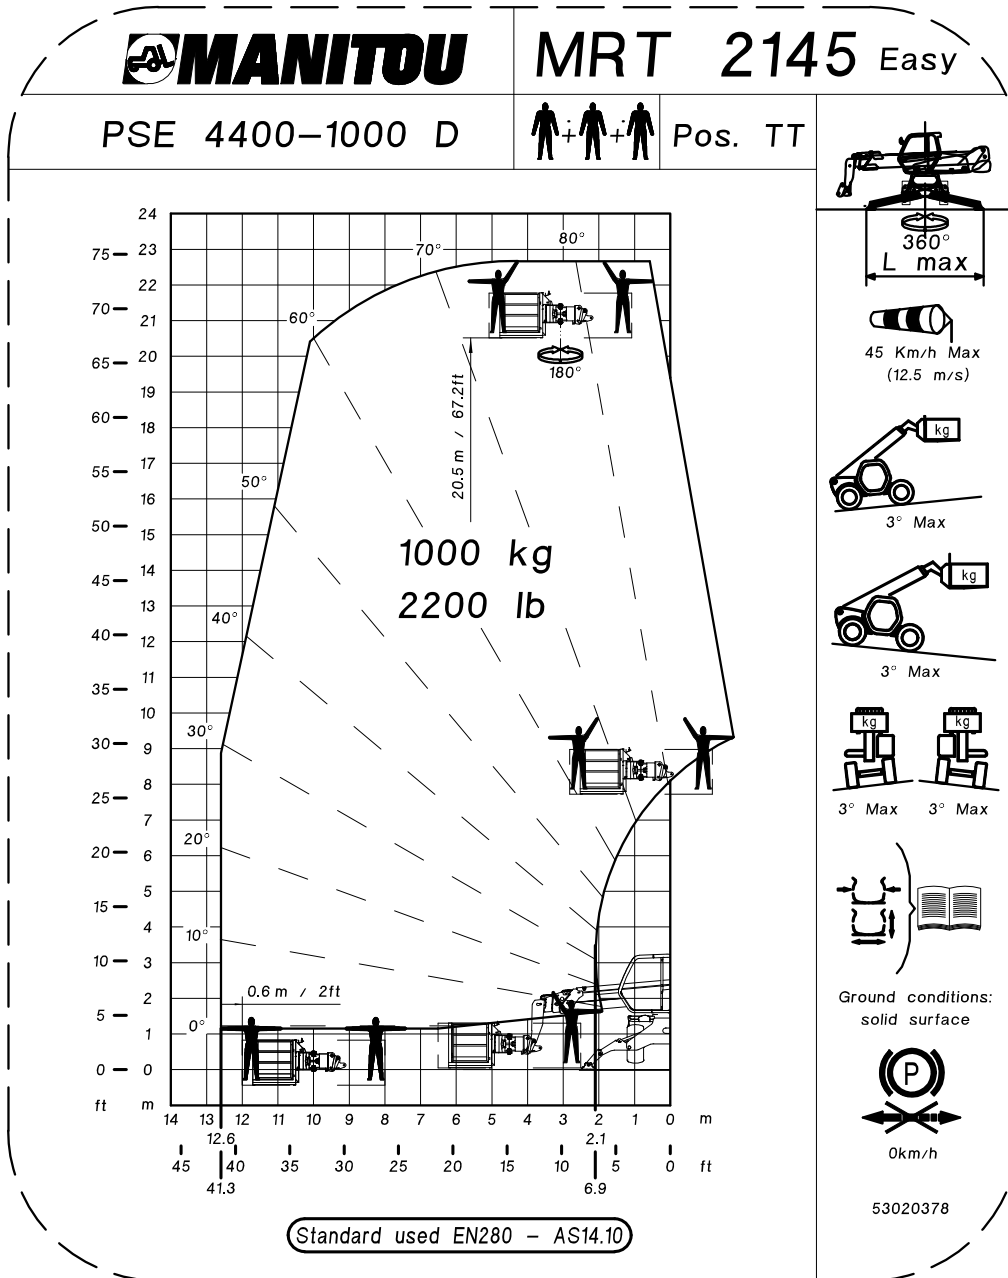 MANITOU
MRT 2145 Easy
PSE 4400-1000 D
+ +
Pos. TT
360°
L max
45 Km/h Max
(12.5 m/s)
kg
3° Max
kg
3° Max
kg kg
3° Max 3° Max
Ground conditions:
solid surface
P
0km/h
53020378
24
23
22
21
20
19
18
17
16
15
14
13
12
11
10
9
8
7
6
5
4
3
2
1
0
m
75
70
65
60
55
50
45
40
35
30
25
20
15
10
5
0
ft
80°
70°
60°
50°
40°
30°
20°
10°
0°
180°
20.5 m / 67.2ft
1000 kg
2200 lb
0.6 m / 2ft
14 13 12 11 10 9 8 7 6 5 4 3 2 1 0 m
12.6 2.1
45 40 35 30 25 20 15 10 5 0 ft
41.3 6.9
Standard used EN280 - AS14.10